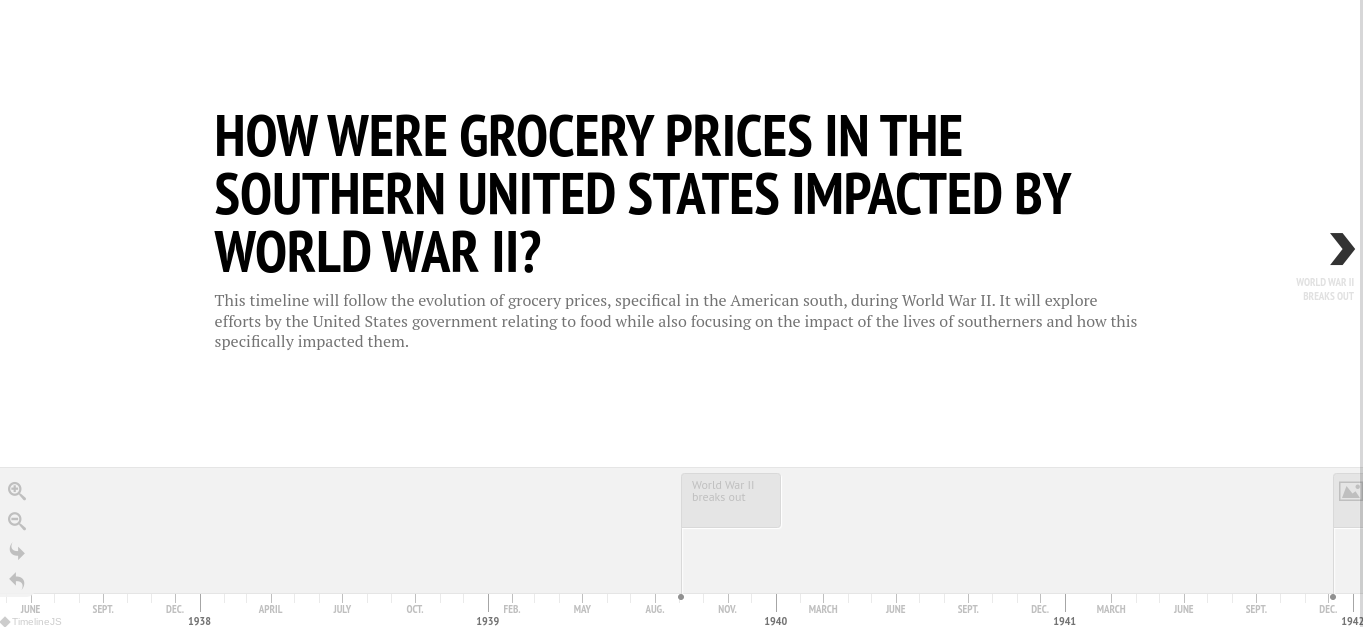 HOW WERE GROCERY PRICES IN THE
SOUTHERN UNITED STATES IMPACTED BY
WORLD WAR II?
This timeline will follow the evolution of grocery prices, specifical in the American south, during World War II. It will explore
efforts by the United States government relating to food while also focusing on the impact of the lives of southerners and how this
specifically impacted them.
WORLD WAR II
BREAKS OUT
World War II
breaks out
JUNE SEPT. DEC. APRIL JULY OCT. FEB. MAY AUG. NOV. MARCH JUNE SEPT. DEC. MARCH JUNE SEPT. DEC.
1938 1939 1940 1941 1942
TimelineJS